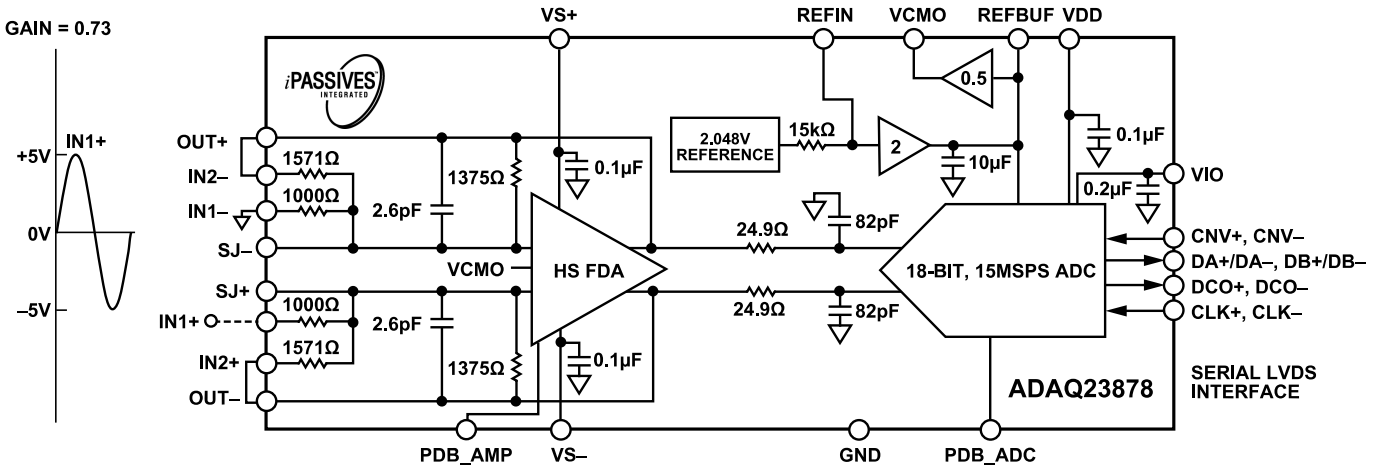 GAIN = 0.73
VS+
REFIN
VCMO
REFBUF
VDD
iPASSIVES™
INTEGRATED
IN1+
+5V
0V
–5V
OUT+
IN2–
IN1–
SJ–
SJ+
IN1+
IN2+
OUT–
1571Ω
1000Ω
1000Ω
1571Ω
2.6pF
1375Ω
2.6pF
1375Ω
0.1µF
0.1µF
VCMO
HS FDA
2.048V
REFERENCE
15kΩ
2
0.5
10µF
0.1µF
0.2µF
82pF
24.9Ω
24.9Ω
82pF
18-BIT, 15MSPS ADC
VIO
CNV+, CNV–
DA+/DA–, DB+/DB–
DCO+, DCO–
CLK+, CLK–
SERIAL LVDS
INTERFACE
ADAQ23878
PDB_AMP
VS–
GND
PDB_ADC